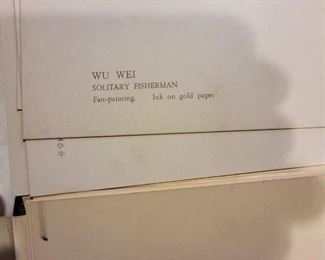 WU WEI
SOLITARY FISHERMAN
Fan-painting. Ink on gold paper